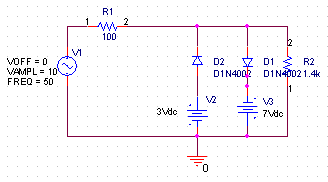 R1
1
2
100
V1
VOFF = 0
VAMPL = 10
FREQ = 50
D2
D1N4002
D1
D1N4002
2
R2
1.4k
1
V2
3Vdc
V3
7Vdc
0